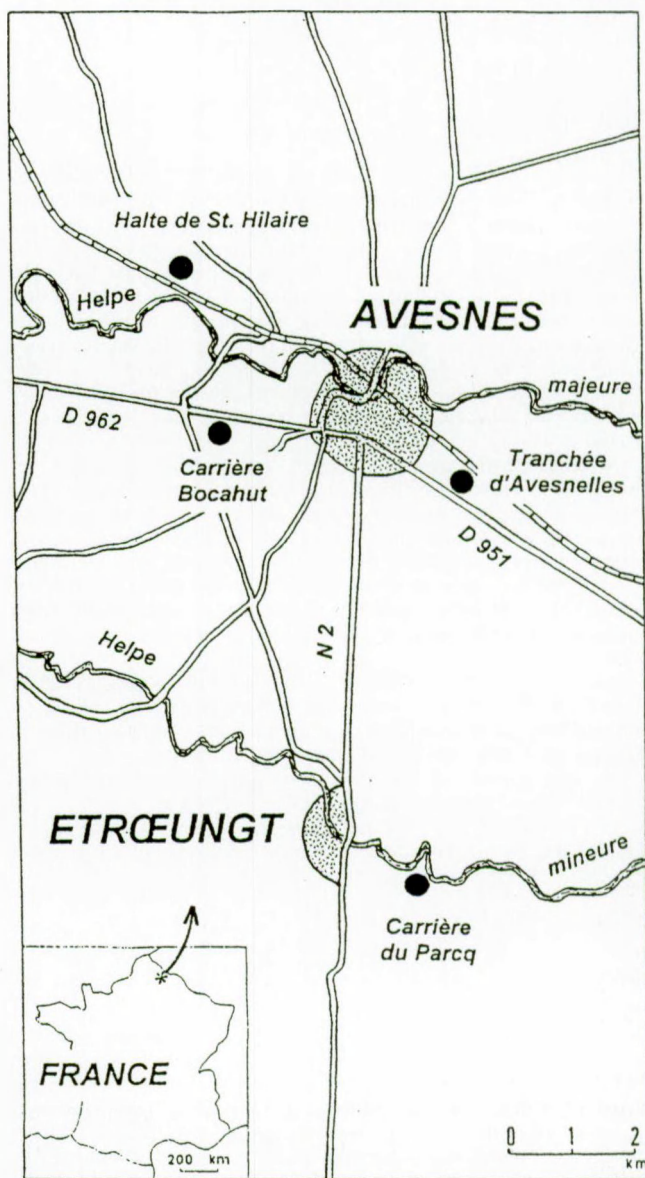 Halte de St. Hilaire
Helpe
AVESNES
majeure
D 962
Carrière
Bocahut
Tranchée
d'Avesnelles
D 951
Helpe
N 2
ETRŒUNGT
mineure
Carrière
du Parcq
FRANCE
200 km
0 1 2
km